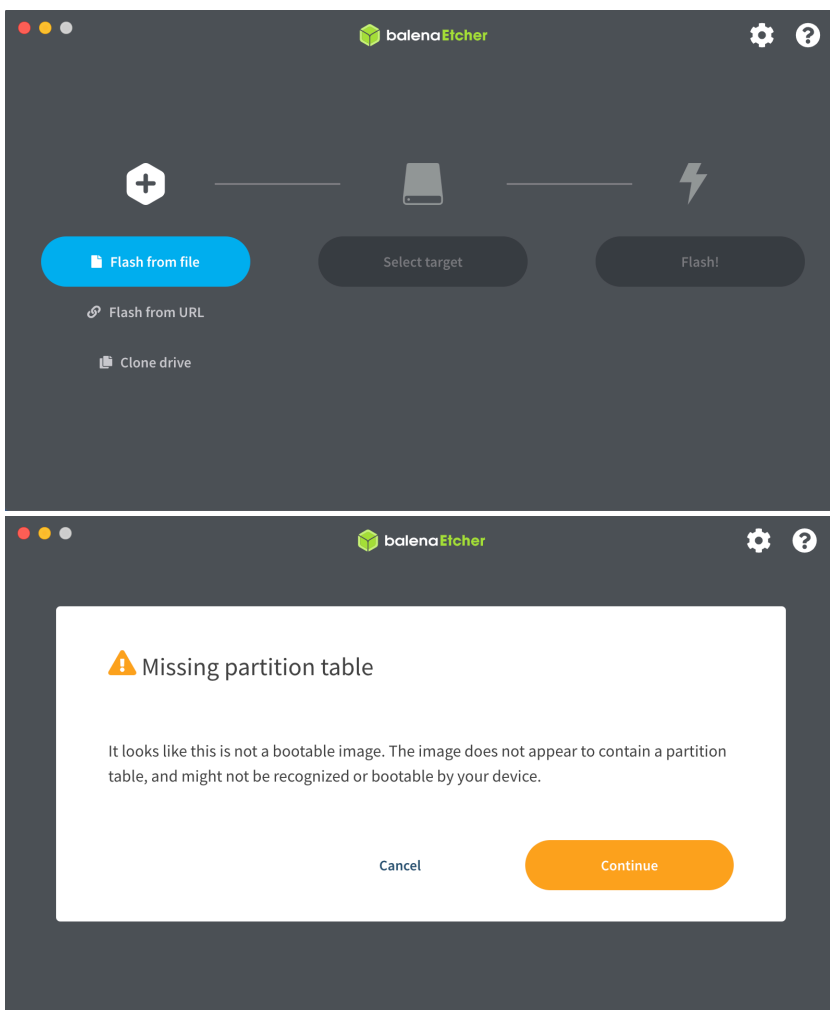 balenaEtcher
Flash from file
Select target
Flash!
Flash from URL
Clone drive
balenaEtcher
Missing partition table
It looks like this is not a bootable image. The image does not appear to contain a partition
table, and might not be recognized or bootable by your device.
Cancel
Continue